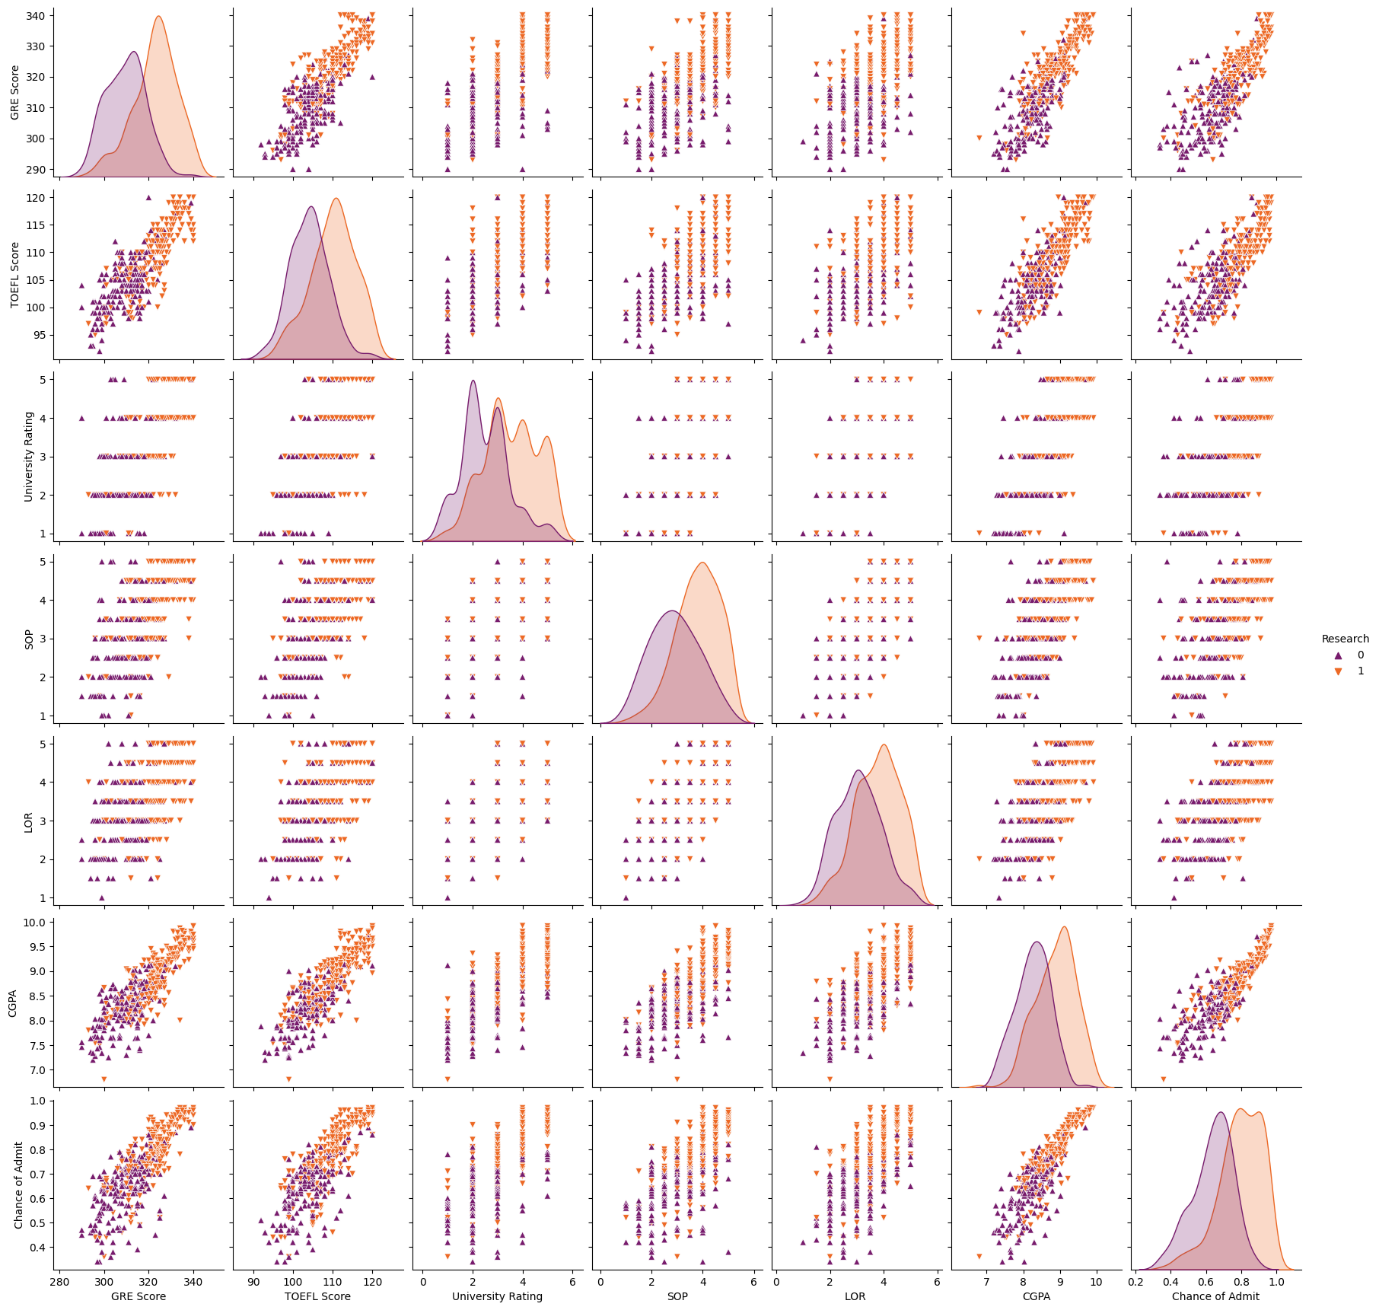 GRE Score
340
330
320
310
300
290
TOEFL Score
120
115
110
105
100
95
University Rating
5
4
3
2
1
SOP
5
4
3
2
1
Research
0
1
LOR
5
4
3
2
1
CGPA
10.0
9.5
9.0
8.5
8.0
7.5
7.0
Chance of Admit
1.0
0.9
0.8
0.7
0.6
0.5
0.4
280 300 320 340
90 100 110 120
0 2 4 6
0 2 4 6
0 2 4 6
7 8 9 10
0.2 0.4 0.6 0.8 1.0
GRE Score
TOEFL Score
University Rating
SOP
LOR
CGPA
Chance of Admit